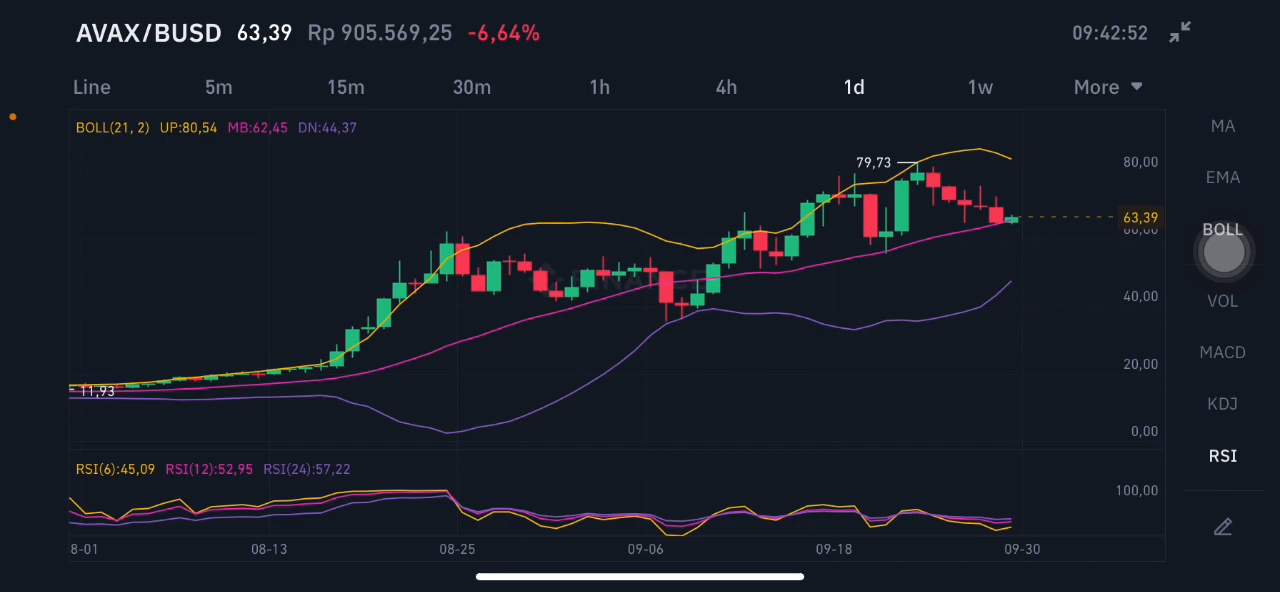 AVAX/BUSD 63,39 Rp 905.569,25 -6,64% 09:42:52
Line 5m 15m 30m 1h 4h 1d 1w More
BOLL(21, 2) UP:80,54 MB:62,45 DN:44,37
MA
79,73
80,00
EMA
63,39
60,00
BOLL
40,00
VOL
MACD
20,00
11,93
KDJ
0,00
RSI
RSI(6):45,09 RSI(12):52,95 RSI(24):57,22
100,00
8-01 08-13 08-25 09-06 09-18 09-30